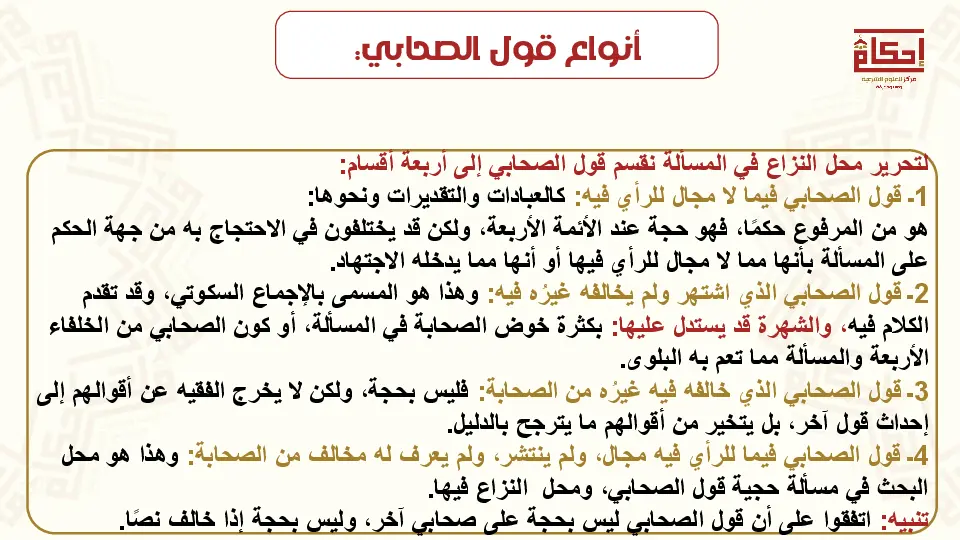 أنواع قول الصحابي:
إحكام
مركز للعلوم الشرعية
لتحرير محل النزاع في المسألة نقسم قول الصحابي إلى أربعة أقسام:
1- قول الصحابي فيما لا مجال للرأي فيه: كالعبادات والتقديرات ونحوها:
هو من المرفوع حكمًا، فهو حجة عند الأئمة الأربعة، ولكن قد يختلفون في الاحتجاج به من جهة الحكم
على المسألة بأنها مما لا مجال للرأي فيها أو أنها مما يدخله الاجتهاد.
2- قول الصحابي الذي اشتهر ولم يخالفه غيرُه فيه: وهذا هو المسمى بالإجماع السكوتي، وقد تقدم
الكلام فيه، والشهرة قد يستدل عليها: بكثرة خوض الصحابة في المسألة، أو كون الصحابي من الخلفاء
الأربعة والمسألة مما تعم به البلوى.
3- قول الصحابي الذي خالفه فيه غيرُه من الصحابة: فليس بحجة، ولكن لا يخرج الفقيه عن أقوالهم إلى
إحداث قول آخر، بل يتخير من أقوالهم ما يترجح بالدليل.
4- قول الصحابي فيما للرأي فيه مجال، ولم ينتشر، ولم يعرف له مخالف من الصحابة: وهذا هو محل
البحث في مسألة حجية قول الصحابي، ومحل النزاع فيها.
تنبيه: اتفقوا على أن قول الصحابي ليس بحجة على صحابي آخر، وليس بحجة إذا خالف نصًا.